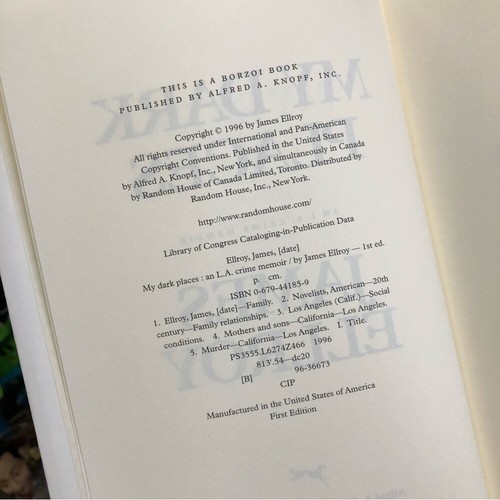 THIS IS A BORZOI BOOK
PUBLISHED BY ALFRED A. KNOPF, INC.
Copyright © 1996 by James Ellroy
All rights reserved under International and Pan-American
Copyright Conventions. Published in the United States
by Alfred A. Knopf, Inc., New York, and simultaneously in Canada
by Random House of Canada Limited, Toronto. Distributed by
Random House, Inc., New York.
http://www.randomhouse.com/
Library of Congress Cataloging-in-Publication Data
Ellroy, James, [date]
My dark places : an L.A. crime memoir / by James Ellroy — 1st ed.
p. cm.
ISBN 0-679-44185-9
1. Ellroy, James, [date]—Family. 2. Novelists, American—20th
century—Family relationships. 3. Los Angeles (Calif.)—Social
conditions. 4. Mothers and sons—California—Los Angeles.
5. Murder—California—Los Angeles. I. Title.
PS3555.L6274Z466 1996
813'.54—dc20
[B] 96-36673
CIP
Manufactured in the United States of America
First Edition
MY DARK
JAMES
ELLROY